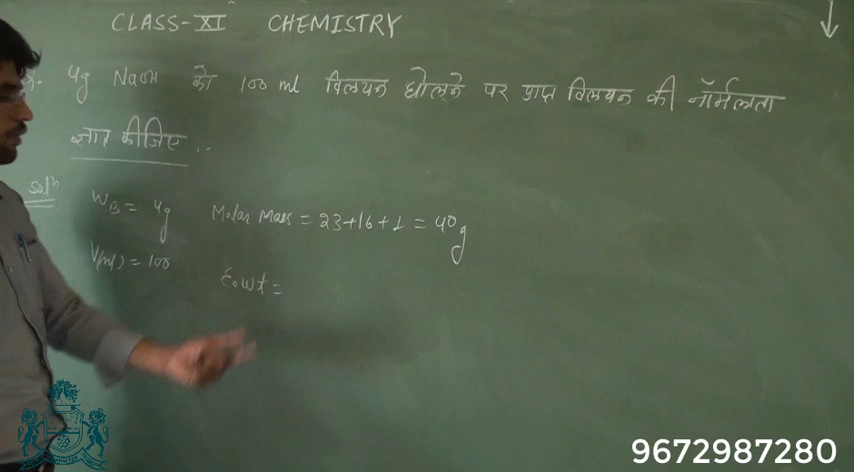 CLASS-XI CHEMISTRY
Q. 4g NaOH को 100 ml विलयन घोलने पर प्राप्त विलयन की नॉर्मलता
ज्ञात कीजिए .
Solⁿ
W_B = 4g Molar Mass = 23+16+1 = 40g
V(ml) = 100
E.wt =
9672987280